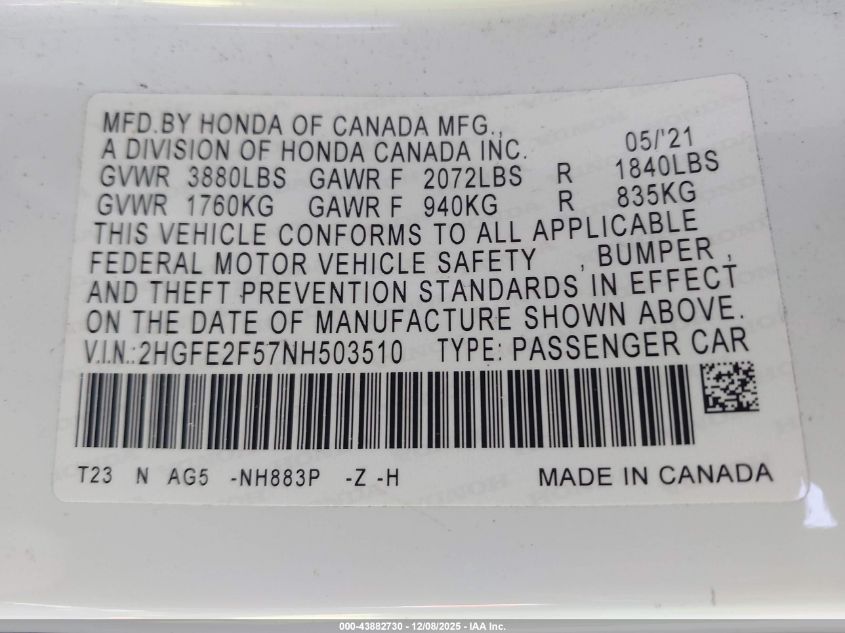 MFD.BY HONDA OF CANADA MFG.,
A DIVISION OF HONDA CANADA INC. 05/'21
GVWR 3880LBS GAWR F 2072LBS R 1840LBS
GVWR 1760KG GAWR F 940KG R 835KG
THIS VEHICLE CONFORMS TO ALL APPLICABLE
FEDERAL MOTOR VEHICLE SAFETY , BUMPER ,
AND THEFT PREVENTION STANDARDS IN EFFECT
ON THE DATE OF MANUFACTURE SHOWN ABOVE.
V.I.N.:2HGFE2F57NH503510 TYPE: PASSENGER CAR
T23 N AG5 -NH883P -Z -H MADE IN CANADA
000-43882730 - 12/08/2025 - IAA Inc.